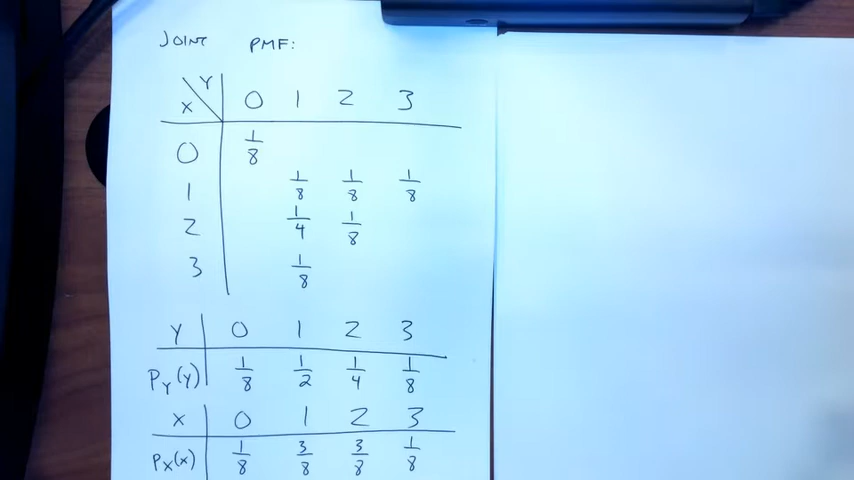 JOINT PMF:
Y
X 0 1 2 3
0 1/8
1 1/8 1/8 1/8
2 1/4 1/8
3 1/8
Y 0 1 2 3
PY(y) 1/8 1/2 1/4 1/8
X 0 1 2 3
PX(x) 1/8 3/8 3/8 1/8